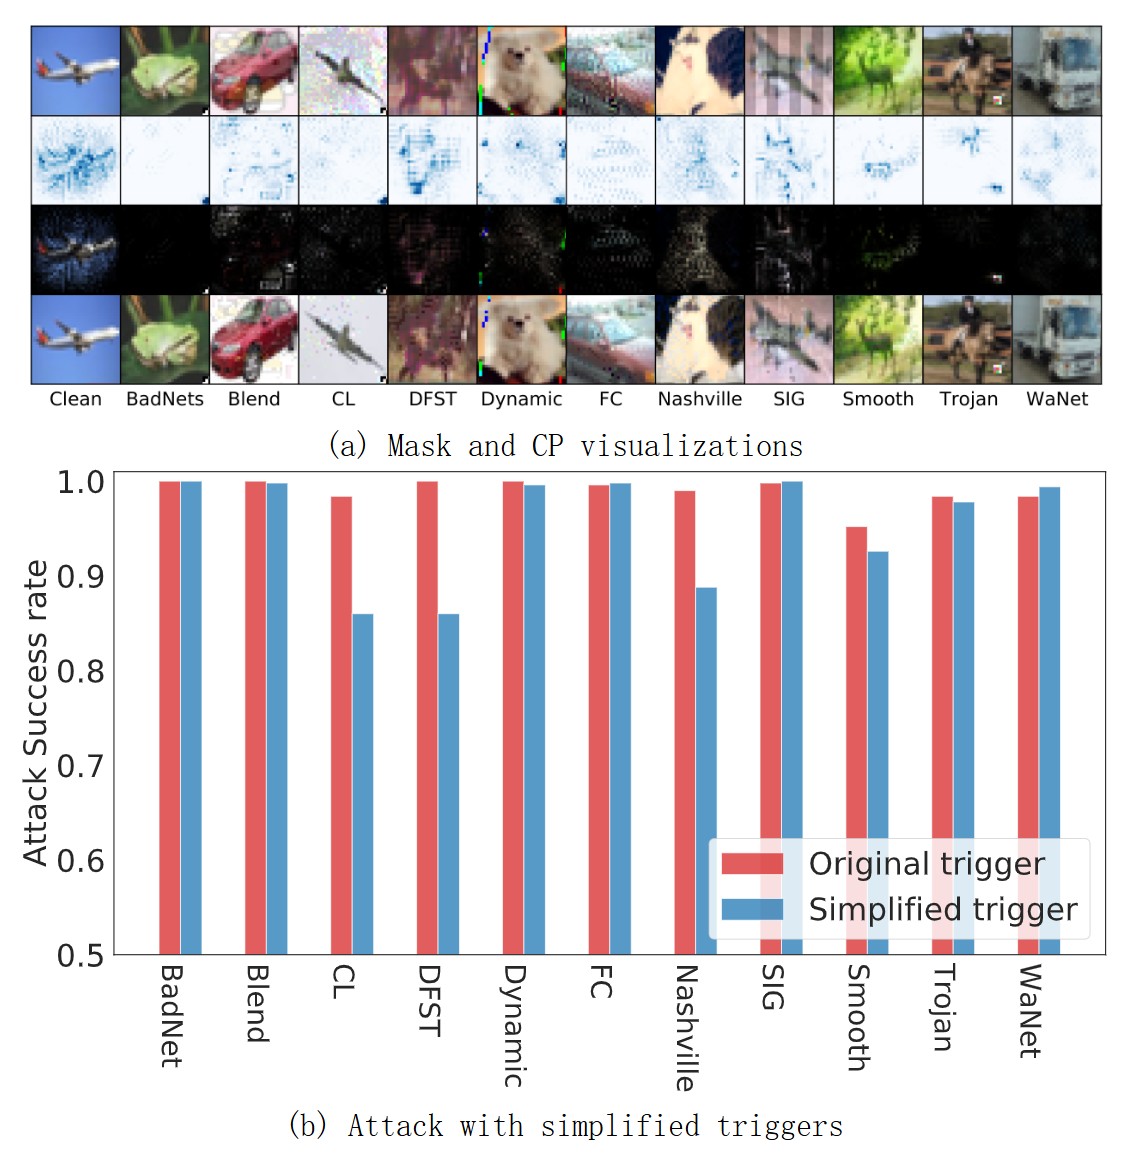 Clean BadNets Blend CL DFST Dynamic FC Nashville SIG Smooth Trojan WaNet
(a) Mask and CP visualizations
Attack Success rate
1.0
0.9
0.8
0.7
0.6
0.5
Original trigger
Simplified trigger
BadNet Blend CL DFST Dynamic FC Nashville SIG Smooth Trojan WaNet
(b) Attack with simplified triggers